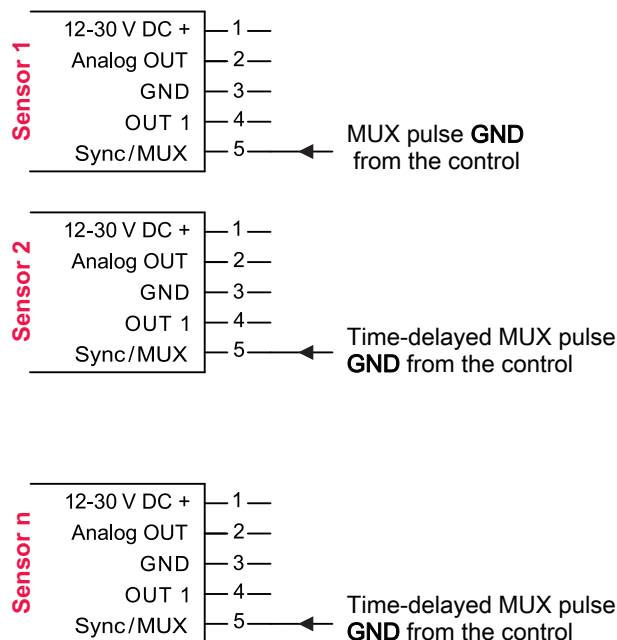 Sensor 1
12-30 V DC + 1
Analog OUT 2
GND 3
OUT 1 4
Sync/MUX 5
MUX pulse GND
from the control
Sensor 2
12-30 V DC + 1
Analog OUT 2
GND 3
OUT 1 4
Sync/MUX 5
Time-delayed MUX pulse
GND from the control
Sensor n
12-30 V DC + 1
Analog OUT 2
GND 3
OUT 1 4
Sync/MUX 5
Time-delayed MUX pulse
GND from the control